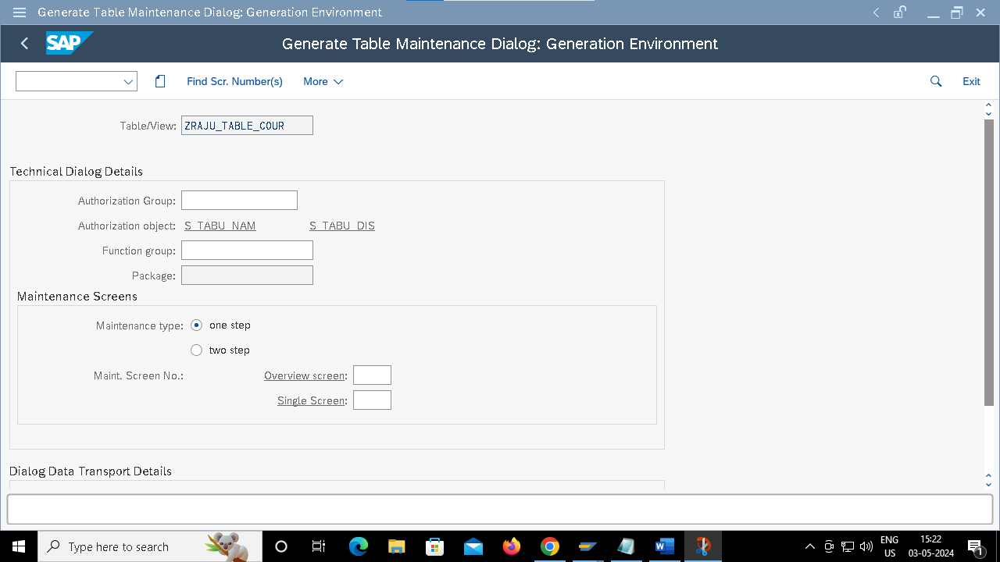 Generate Table Maintenance Dialog: Generation Environment
SAP Generate Table Maintenance Dialog: Generation Environment
Find Scr. Number(s) More Exit
Table/View: ZRAJU_TABLE_COUR
Technical Dialog Details
Authorization Group:
Authorization object: S_TABU_NAM S_TABU_DIS
Function group:
Package:
Maintenance Screens
Maintenance type: one step
two step
Maint. Screen No.: Overview screen:
Single Screen:
Dialog Data Transport Details
Type here to search
ENG
US
15:22
03-05-2024
1